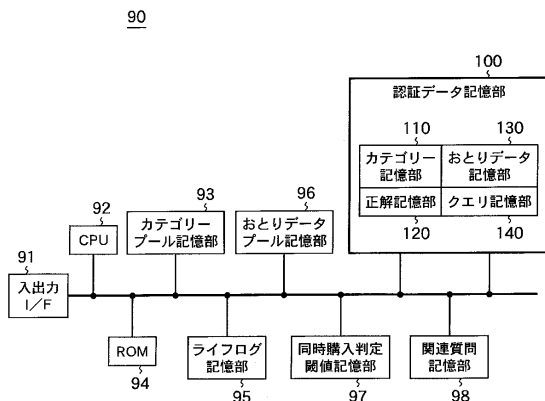 90
100
認証データ記憶部
110
130
カテゴリー
記憶部
おとりデータ
記憶部
正解記憶部
クエリ記憶部
120
140
92
CPU
93
カテゴリー
プール記憶部
96
おとりデータ
プール記憶部
91
入出力
I/F
ROM
94
ライフログ
記憶部
95
同時購入判定
閾値記憶部
97
関連質問
記憶部
98